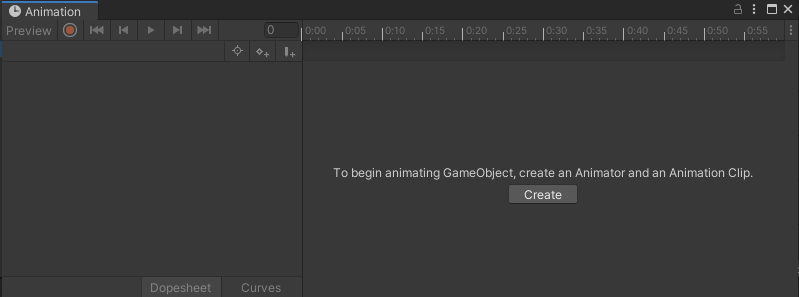 Animation
Preview 0 0:00 0:05 0:10 0:15 0:20 0:25 0:30 0:35 0:40 0:45 0:50 0:55
To begin animating GameObject, create an Animator and an Animation Clip.
Create
Dopesheet Curves